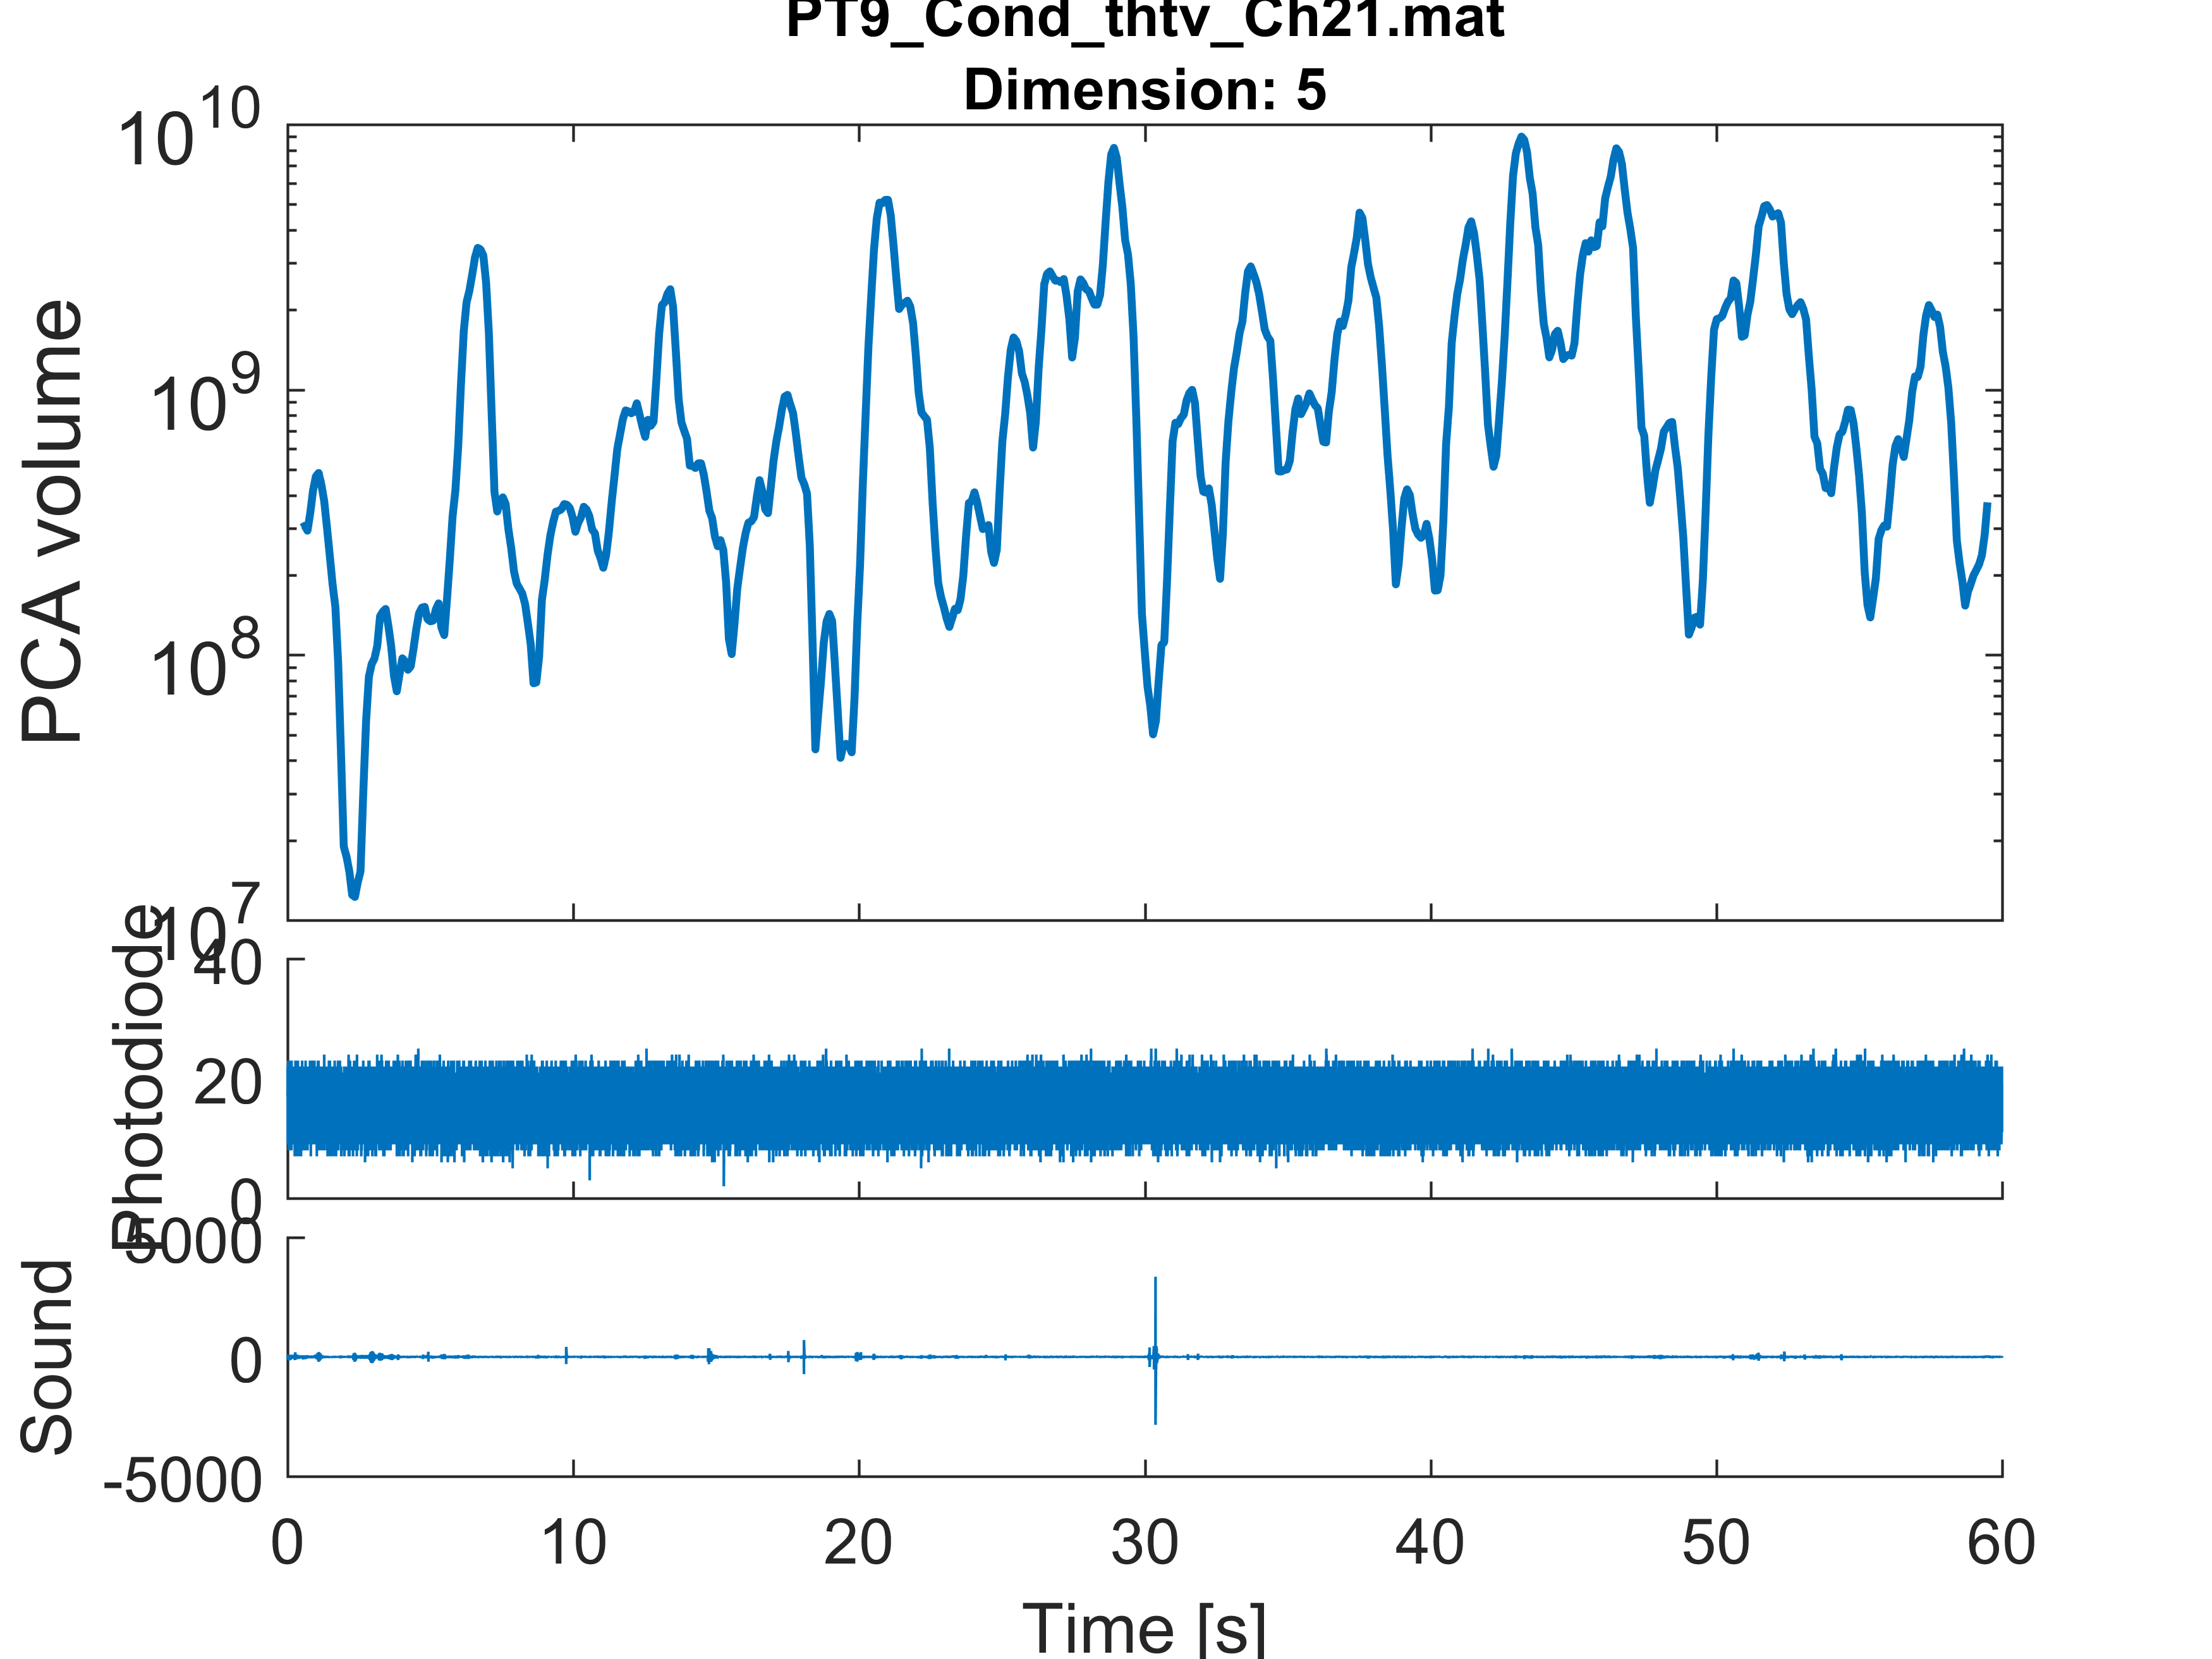 PT9_Cond_thtv_Ch21.mat
Dimension: 5
PCA volume
10^10
10^9
10^8
10^7
Photodiode
40
20
0
Sound
5000
0
-5000
0 10 20 30 40 50 60
Time [s]